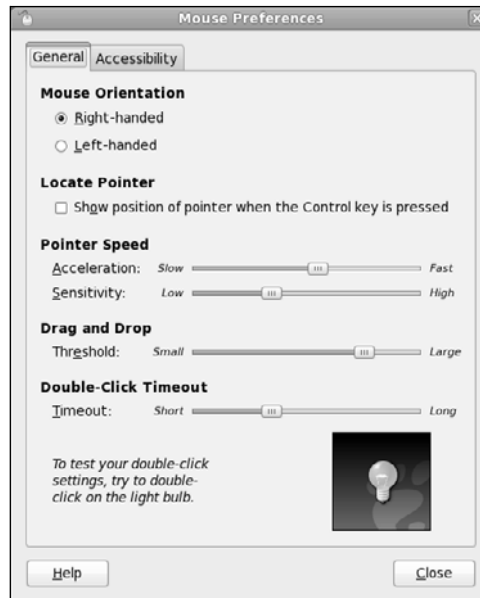 Mouse Preferences
General Accessibility
Mouse Orientation
Right-handed
Left-handed
Locate Pointer
Show position of pointer when the Control key is pressed
Pointer Speed
Acceleration: Slow Fast
Sensitivity: Low High
Drag and Drop
Threshold: Small Large
Double-Click Timeout
Timeout: Short Long
To test your double-click
settings, try to double-
click on the light bulb.
Help Close